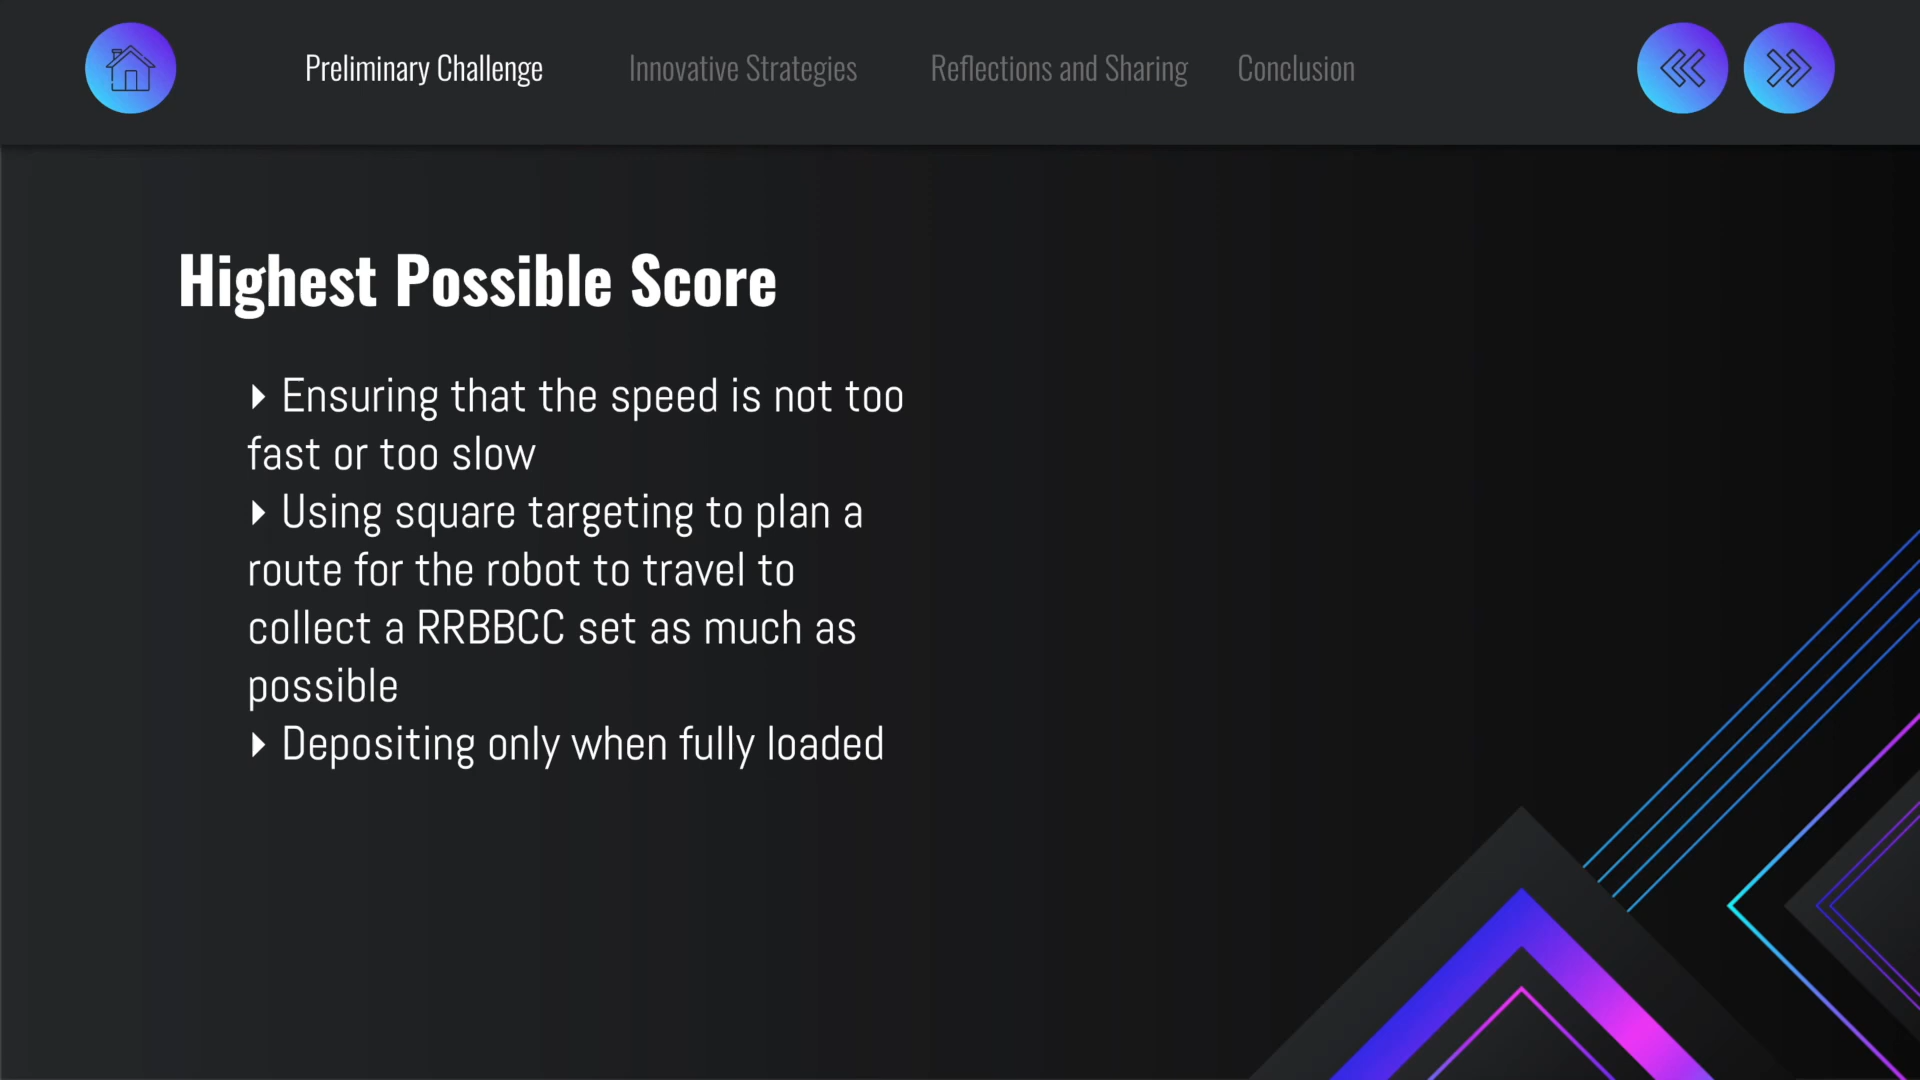 Preliminary Challenge
Innovative Strategies
Reflections and Sharing
Conclusion
Highest Possible Score
Ensuring that the speed is not too
fast or too slow
Using square targeting to plan a
route for the robot to travel to
collect a RRBBCC set as much as
possible
Depositing only when fully loaded